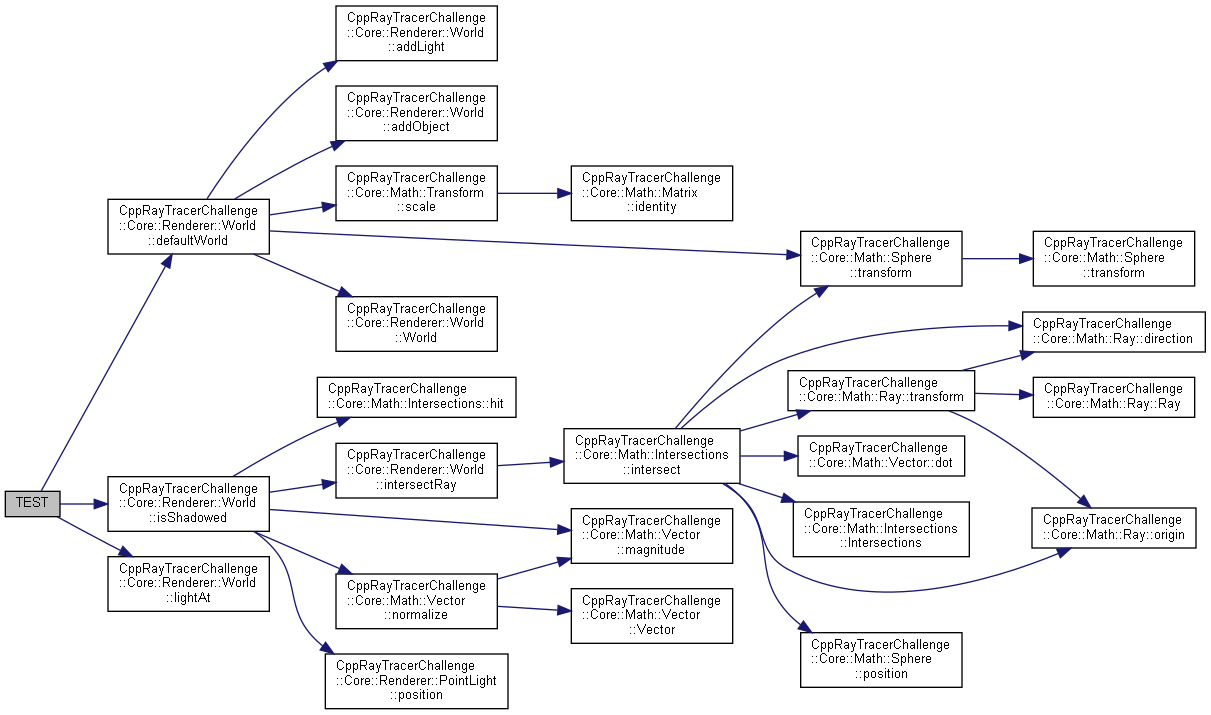 TEST
CppRayTracerChallenge
::Core::Renderer::World
::defaultWorld
CppRayTracerChallenge
::Core::Renderer::World
::addLight
CppRayTracerChallenge
::Core::Renderer::World
::addObject
CppRayTracerChallenge
::Core::Math::Transform
::scale
CppRayTracerChallenge
::Core::Math::Matrix
::identity
CppRayTracerChallenge
::Core::Math::Sphere
::transform
CppRayTracerChallenge
::Core::Math::Sphere
::transform
CppRayTracerChallenge
::Core::Renderer::World
::World
CppRayTracerChallenge
::Core::Renderer::World
::isShadowed
CppRayTracerChallenge
::Core::Math::Intersections::hit
CppRayTracerChallenge
::Core::Renderer::World
::intersectRay
CppRayTracerChallenge
::Core::Math::Intersections
::intersect
CppRayTracerChallenge
::Core::Math::Ray::direction
CppRayTracerChallenge
::Core::Math::Ray::transform
CppRayTracerChallenge
::Core::Math::Ray::Ray
CppRayTracerChallenge
::Core::Math::Vector::dot
CppRayTracerChallenge
::Core::Math::Intersections
::Intersections
CppRayTracerChallenge
::Core::Math::Ray::origin
CppRayTracerChallenge
::Core::Math::Sphere
::position
CppRayTracerChallenge
::Core::Math::Vector
::magnitude
CppRayTracerChallenge
::Core::Math::Vector
::normalize
CppRayTracerChallenge
::Core::Math::Vector
::Vector
CppRayTracerChallenge
::Core::Renderer::PointLight
::position
CppRayTracerChallenge
::Core::Renderer::World
::lightAt